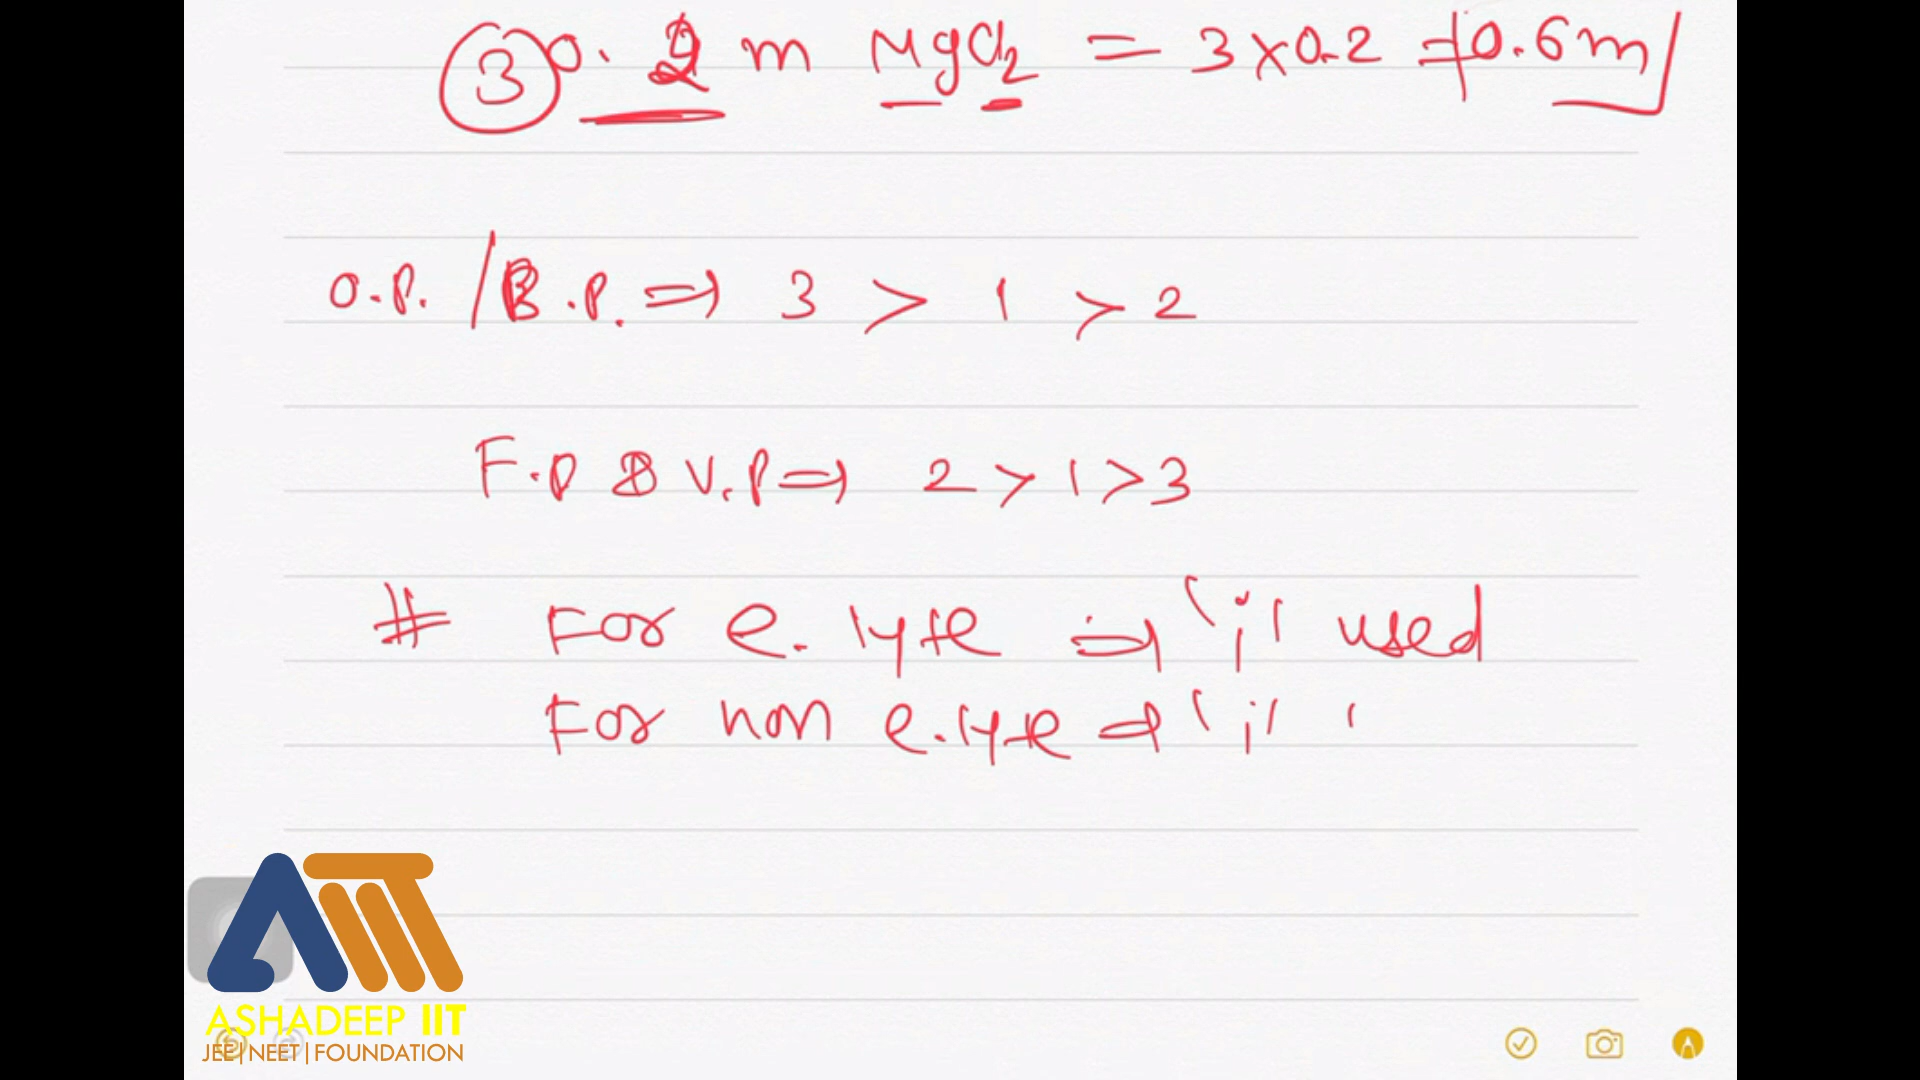 ③ 0.2 m MgCl2 = 3 x 0.2 = 0.6m
O.P. / B.P. ⇒ 3 > 1 > 2
F.P & V.P ⇒ 2 > 1 > 3
# For e.lyte ⇒ 'i' used
For non e.lyte ⇒ 'i' '
ASHADEEP IIT
JEE|NEET|FOUNDATION